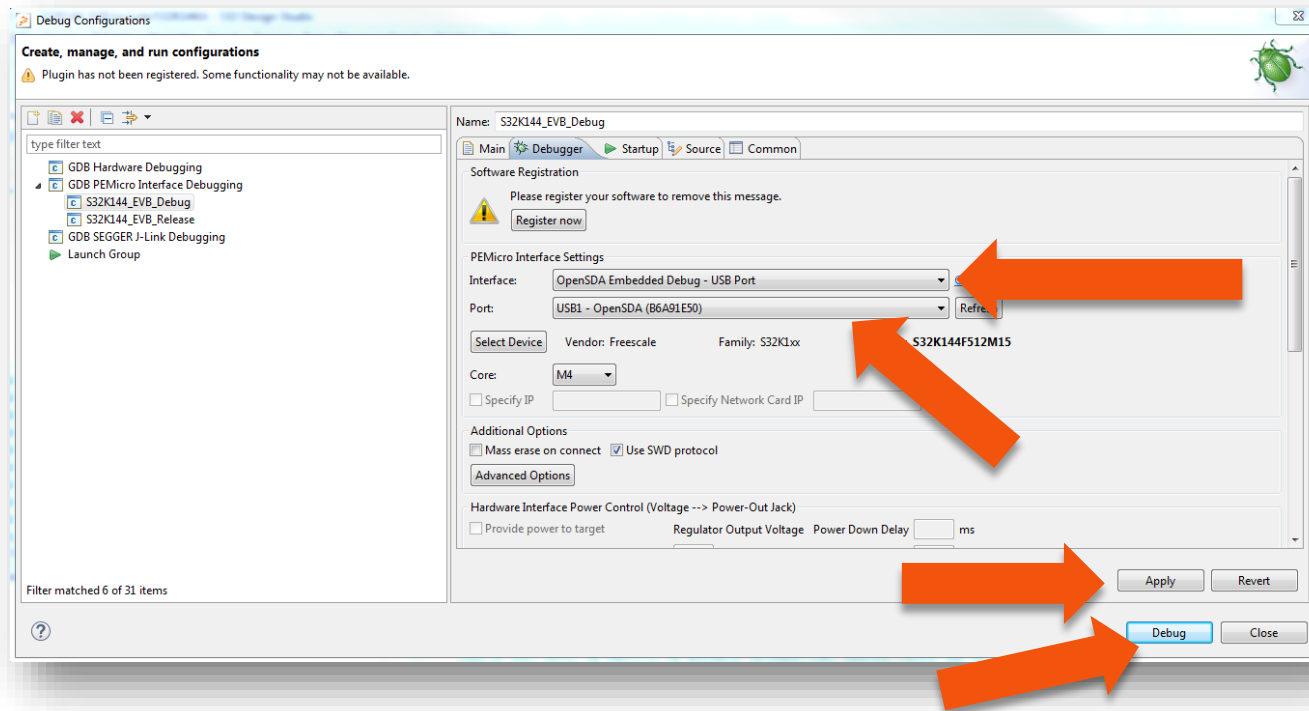 Debug Configurations
Create, manage, and run configurations
Plugin has not been registered. Some functionality may not be available.
type filter text
GDB Hardware Debugging
GDB PEMicro Interface Debugging
S32K144_EVB_Debug
S32K144_EVB_Release
GDB SEGGER J-Link Debugging
Launch Group
Filter matched 6 of 31 items
Name: S32K144_EVB_Debug
Main Debugger Startup Source Common
Software Registration
Please register your software to remove this message.
Register now
PEMicro Interface Settings
Interface: OpenSDA Embedded Debug - USB Port
Port: USB1 - OpenSDA (B6A91E50)
Select Device Vendor: Freescale Family: S32K1xx S32K144F512M15
Core: M4
Specify IP Specify Network Card IP
Additional Options
Mass erase on connect Use SWD protocol
Advanced Options
Hardware Interface Power Control (Voltage --> Power-Out Jack)
Provide power to target Regulator Output Voltage Power Down Delay ms
Apply Revert
Debug Close